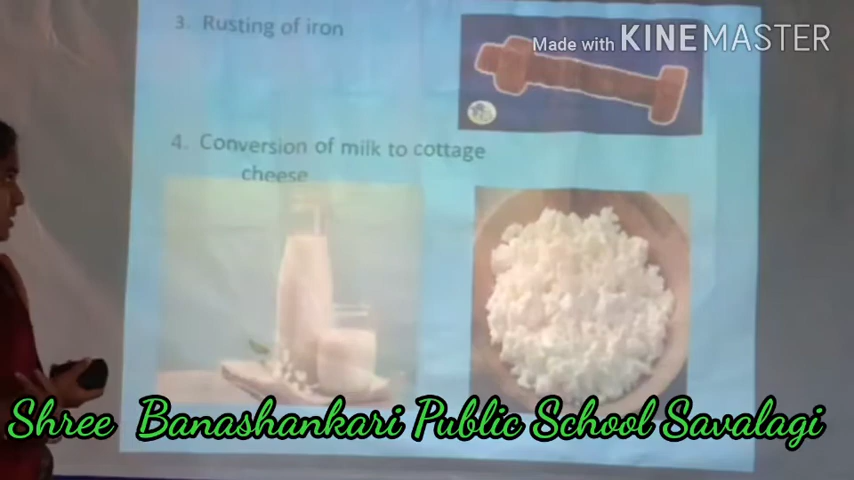 3. Rusting of iron
Made with KINEMASTER
4. Conversion of milk to cottage
cheese
Shree Banashankari Public School Savalagi